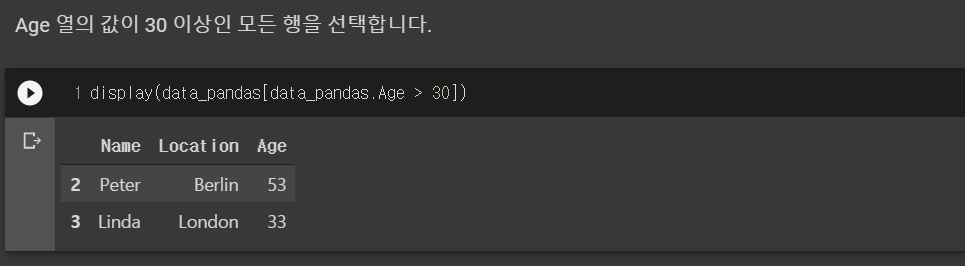 Age 열의 값이 30 이상인 모든 행을 선택합니다.
1 display(data_pandas[data_pandas.Age > 30])
Name Location Age
2 Peter Berlin 53
3 Linda London 33